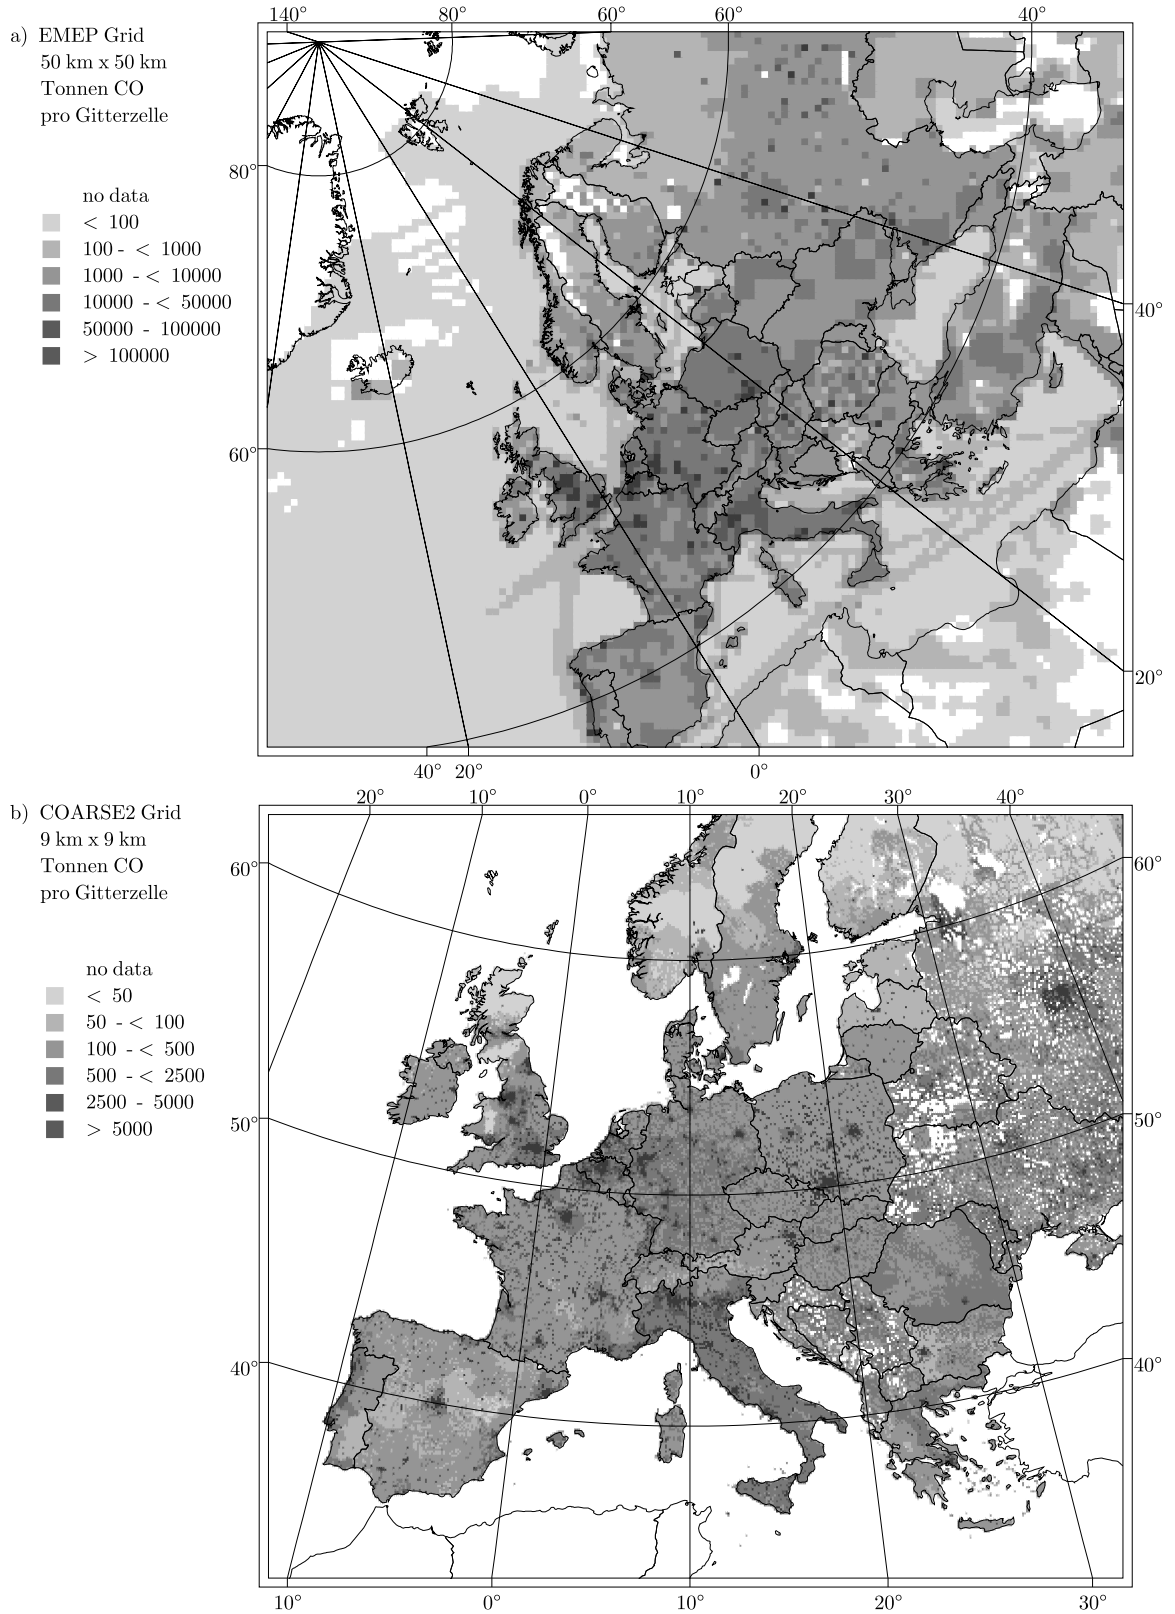 140° 80° 60° 60° 40°
a) EMEP Grid
50 km x 50 km
Tonnen CO
pro Gitterzelle
80°
no data
< 100
100 - < 1000
1000 - < 10000
10000 - < 50000
50000 - 100000
> 100000
40°
60°
20°
40° 20° 0°
20° 10° 0° 10° 20° 30° 40°
b) COARSE2 Grid
9 km x 9 km
Tonnen CO
pro Gitterzelle
60° 60°
no data
< 50
50 - < 100
100 - < 500
500 - < 2500
2500 - 5000
> 5000
50° 50°
40° 40°
10° 0° 10° 20° 30°